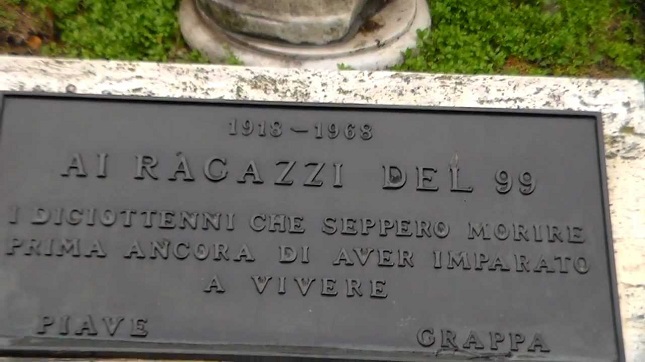 1918 – 1968
AI RAGAZZI DEL 99
I DICIOTTENNI CHE SEPPERO MORIRE
PRIMA ANCORA DI AVER IMPARATO
A VIVERE
PIAVE GRAPPA